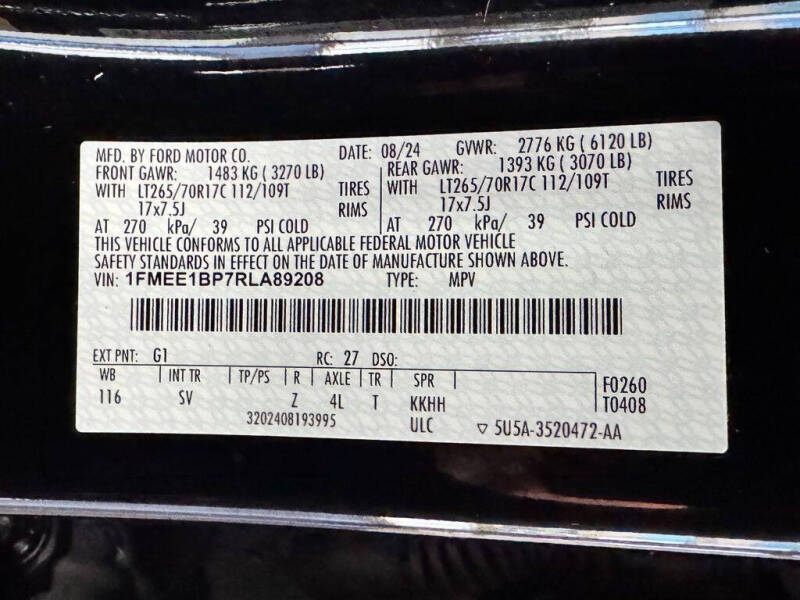 MFD. BY FORD MOTOR CO. DATE: 08/24 GVWR: 2776 KG ( 6120 LB)
FRONT GAWR: 1483 KG ( 3270 LB) REAR GAWR: 1393 KG ( 3070 LB)
WITH LT265/70R17C 112/109T TIRES WITH LT265/70R17C 112/109T TIRES
17x7.5J RIMS 17x7.5J RIMS
AT 270 kPa/ 39 PSI COLD AT 270 kPa/ 39 PSI COLD
THIS VEHICLE CONFORMS TO ALL APPLICABLE FEDERAL MOTOR VEHICLE
SAFETY STANDARDS IN EFFECT ON THE DATE OF MANUFACTURE SHOWN ABOVE.
VIN: 1FMEE1BP7RLA89208 TYPE: MPV
EXT PNT: G1 RC: 27 DSO:
WB INT TR TP/PS R AXLE TR SPR F0260
116 SV Z 4L T KKHH T0408
3202408193995 ULC ▽ 5U5A-3520472-AA